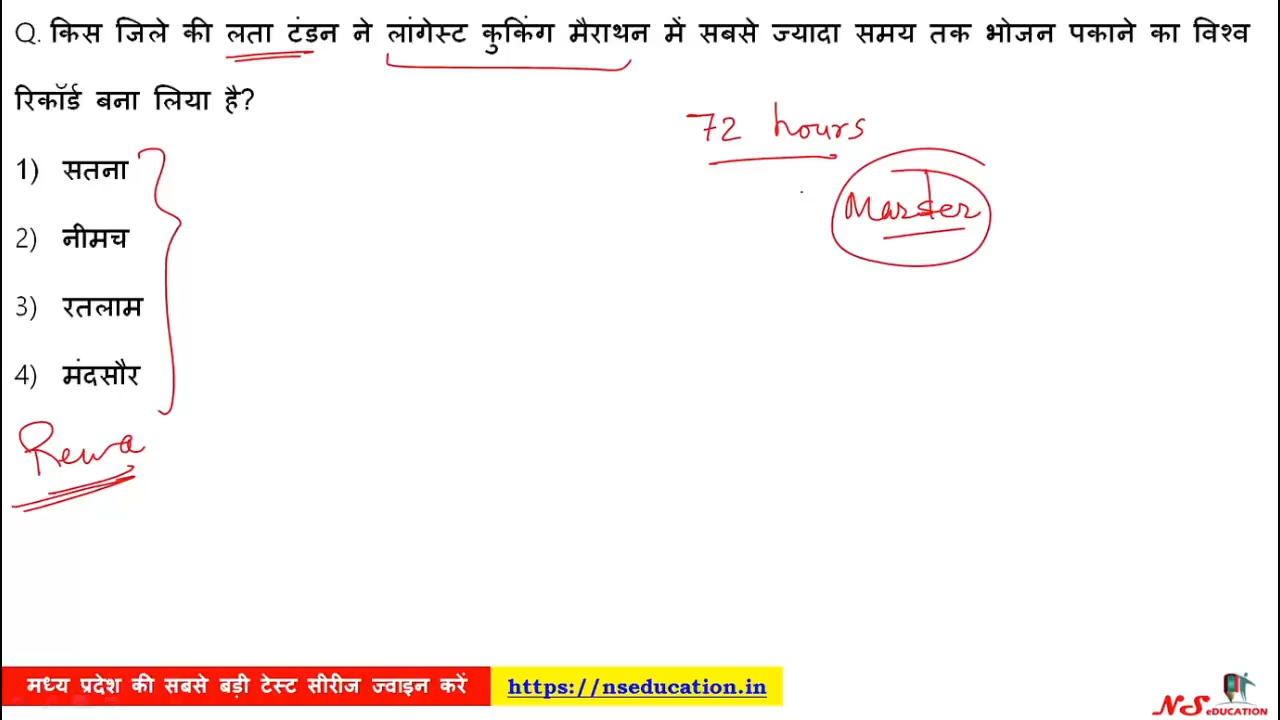 Q. किस जिले की लता टंडन ने लांगेस्ट कुकिंग मैराथन में सबसे ज्यादा समय तक भोजन पकाने का विश्व
रिकॉर्ड बना लिया है?
72 hours
1) सतना
Marster
2) नीमच
3) रतलाम
4) मंदसौर
Rewa
मध्य प्रदेश की सबसे बड़ी टेस्ट सीरीज ज्वाइन करें
https://nseducation.in
NS eDUCATION